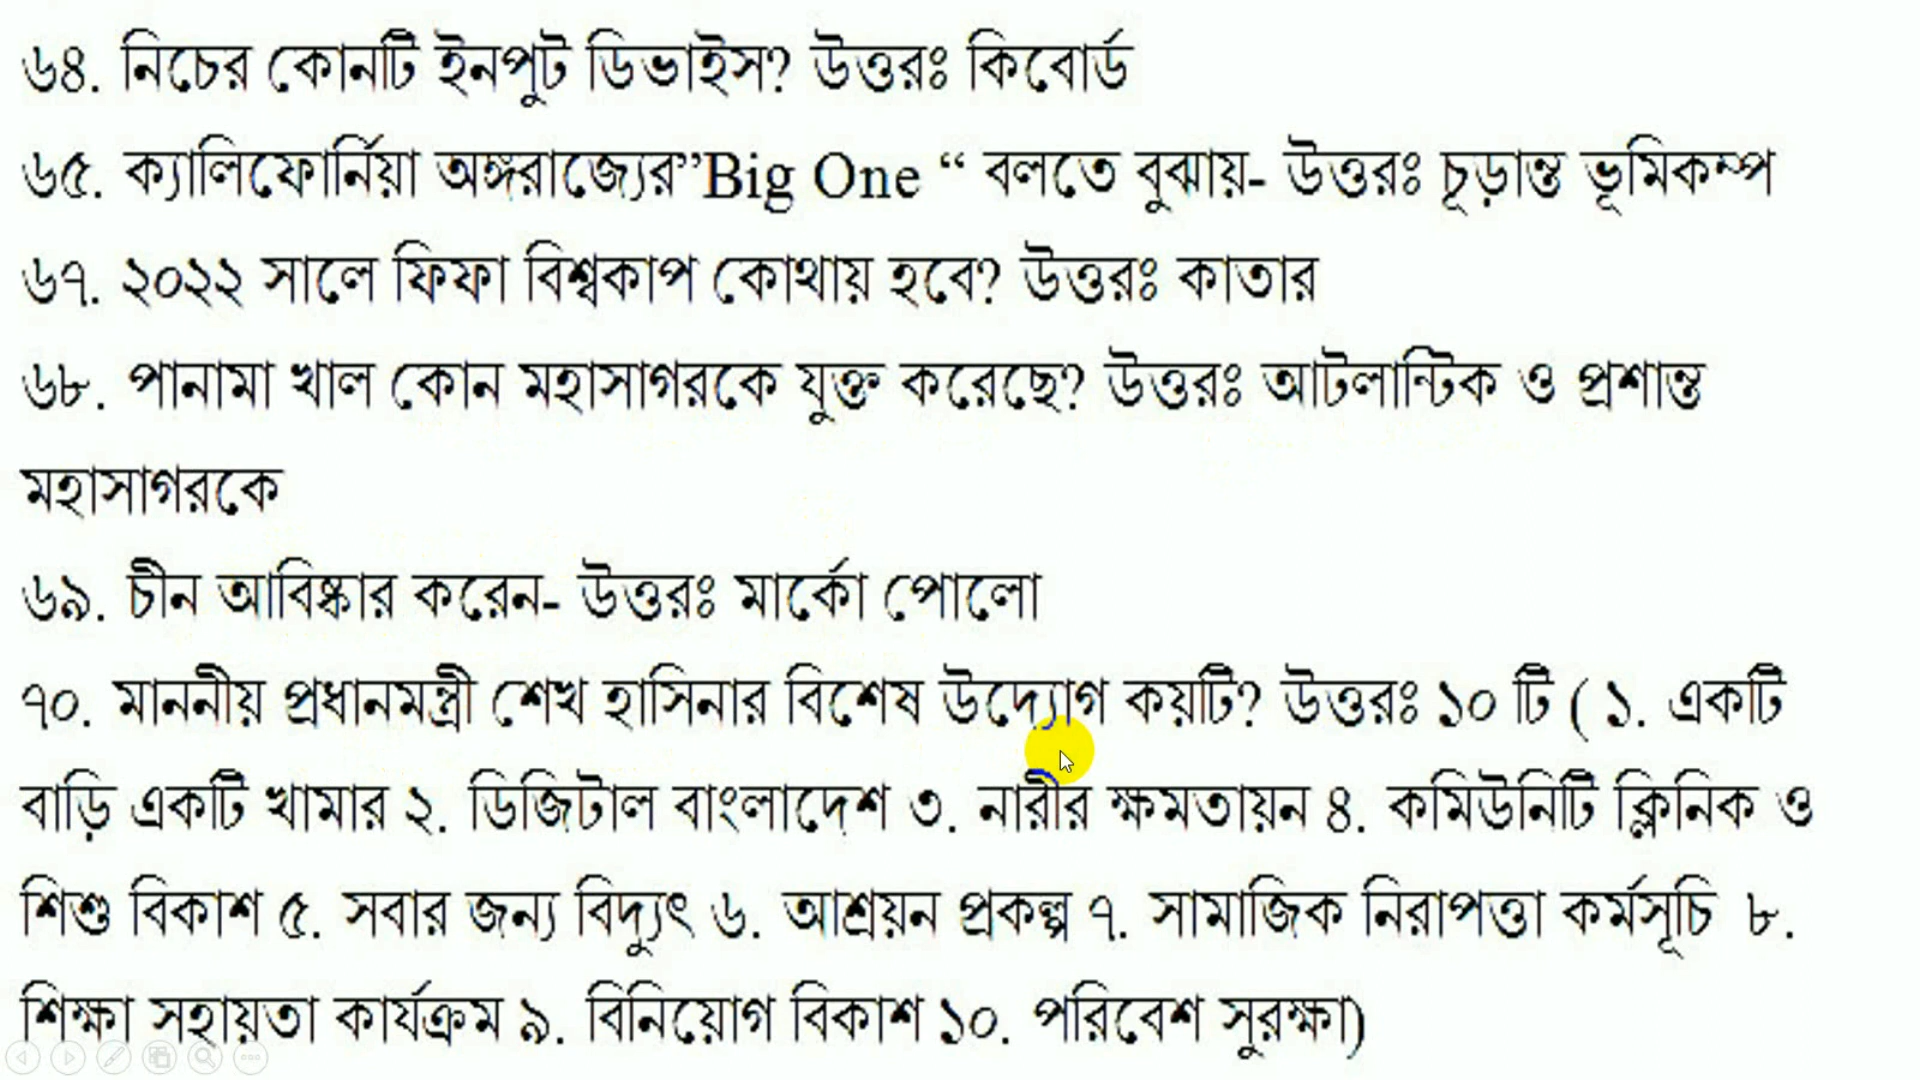 ৬৪. নিচের কোনটি ইনপুট ডিভাইস? উত্তরঃ কিবোর্ড
৬৫. ক্যালিফোর্নিয়া অঙ্গরাজ্যের”Big One “ বলতে বুঝায়- উত্তরঃ চূড়ান্ত ভূমিকম্প
৬৭. ২০২২ সালে ফিফা বিশ্বকাপ কোথায় হবে? উত্তরঃ কাতার
৬৮. পানামা খাল কোন মহাসাগরকে যুক্ত করেছে? উত্তরঃ আটলান্টিক ও প্রশান্ত
মহাসাগরকে
৬৯. চীন আবিষ্কার করেন- উত্তরঃ মার্কো পোলো
৭০. মাননীয় প্রধানমন্ত্রী শেখ হাসিনার বিশেষ উদ্যোগ কয়টি? উত্তরঃ ১০ টি ( ১. একটি
বাড়ি একটি খামার ২. ডিজিটাল বাংলাদেশ ৩. নারীর ক্ষমতায়ন ৪. কমিউনিটি ক্লিনিক ও
শিশু বিকাশ ৫. সবার জন্য বিদ্যুৎ ৬. আশ্রয়ন প্রকল্প ৭. সামাজিক নিরাপত্তা কর্মসূচি ৮.
শিক্ষা সহায়তা কার্যক্রম ৯. বিনিয়োগ বিকাশ ১০. পরিবেশ সুরক্ষা)